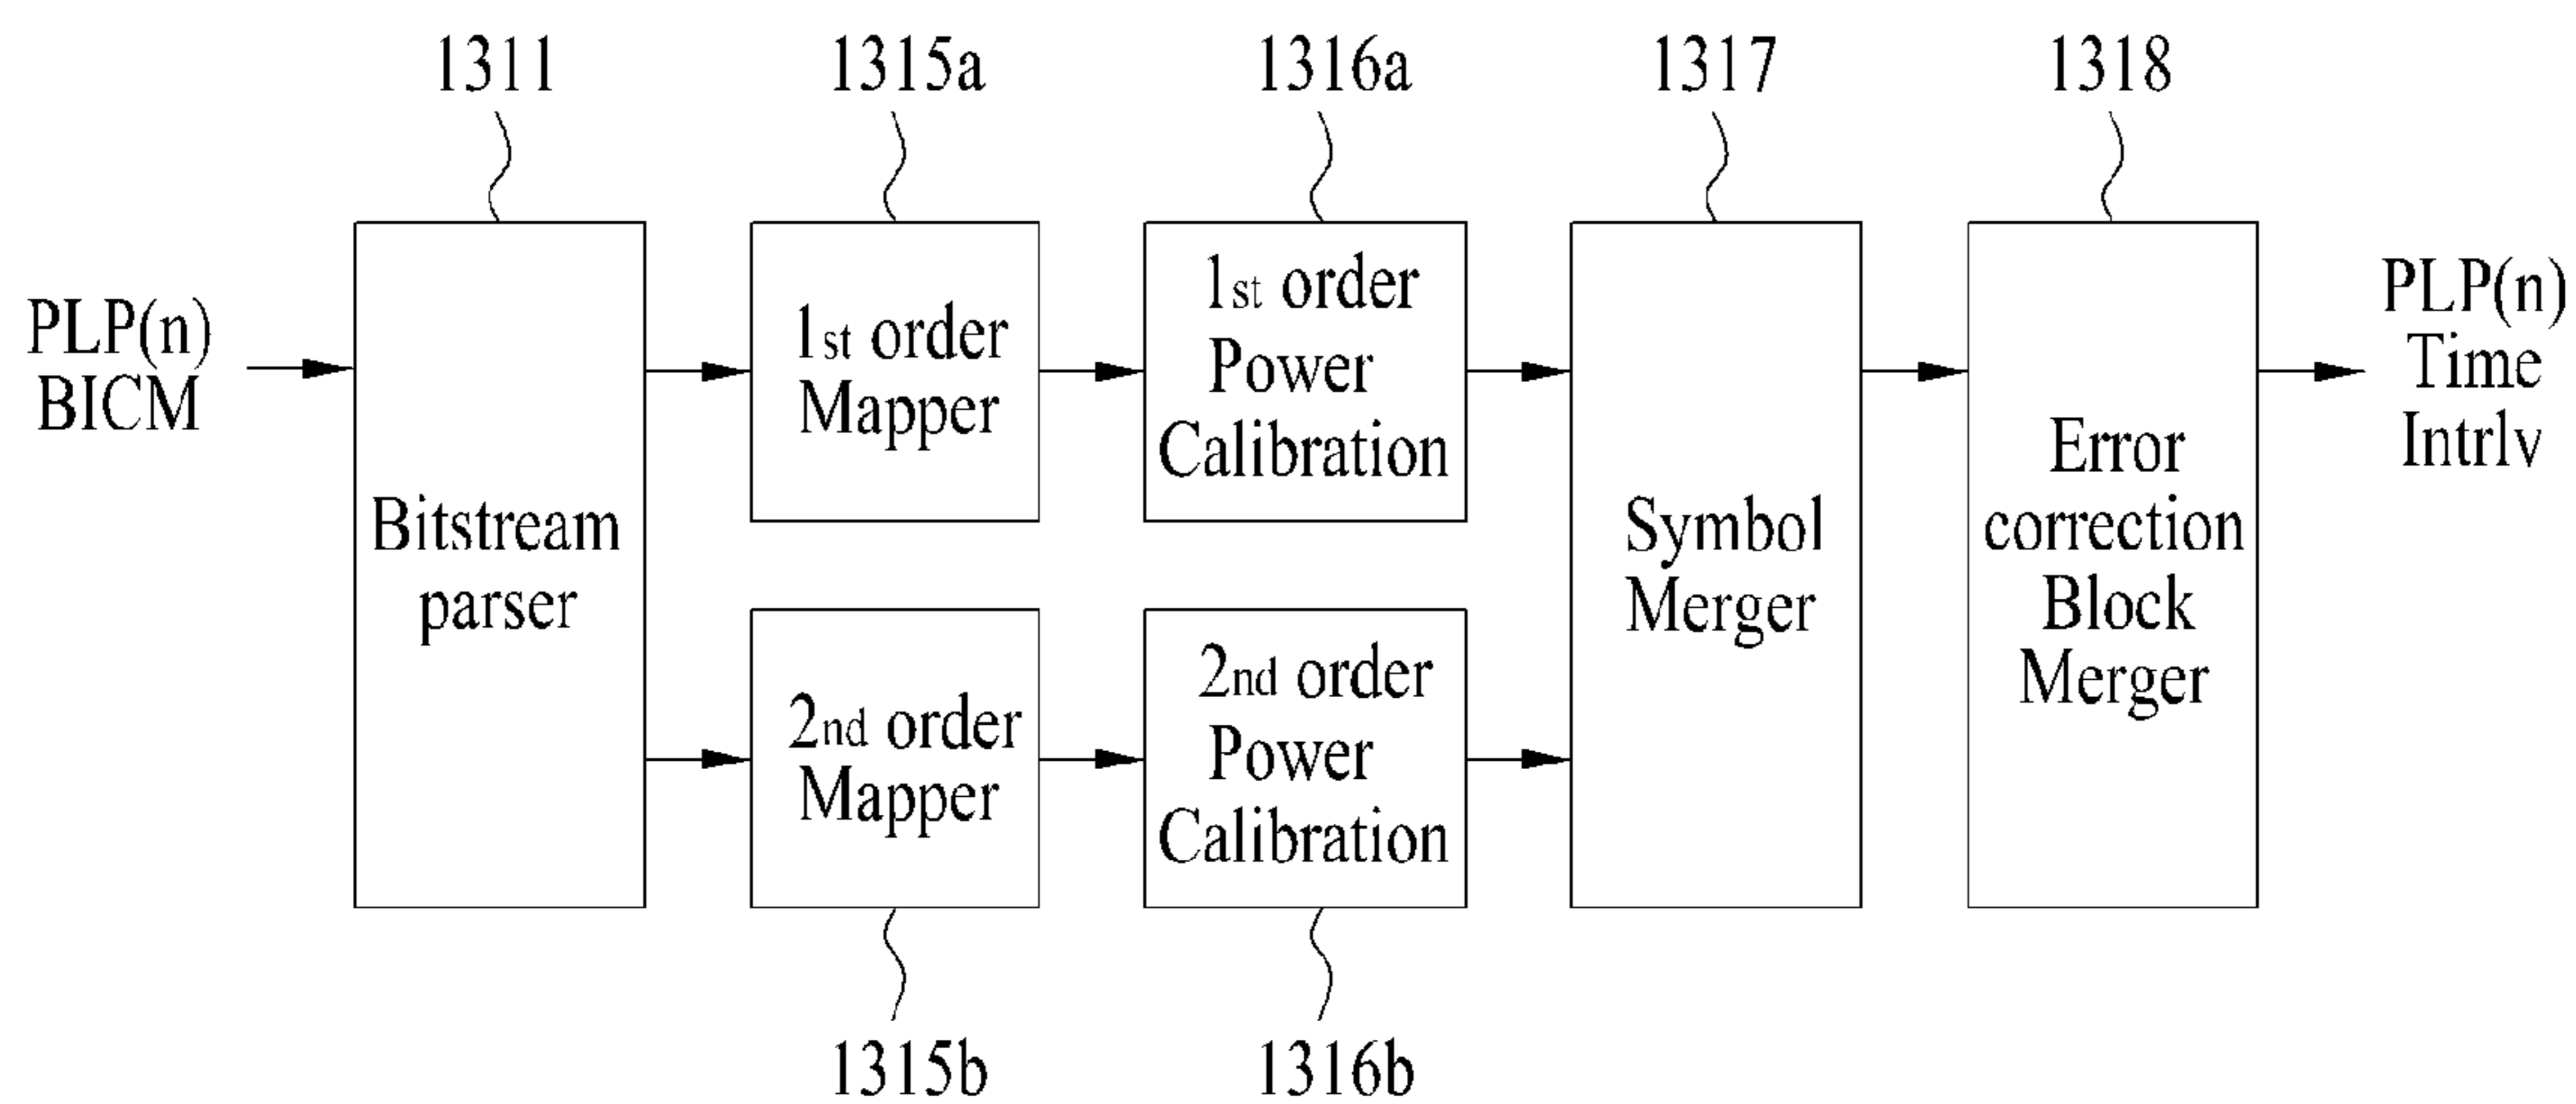 1311
1315a
1316a
1317
1318
PLP(n)
BICM
Bitstream
parser
1st order
Mapper
1st order
Power
Calibration
2nd order
Mapper
2nd order
Power
Calibration
Symbol
Merger
Error
correction
Block
Merger
PLP(n)
Time
Intrlv
1315b
1316b